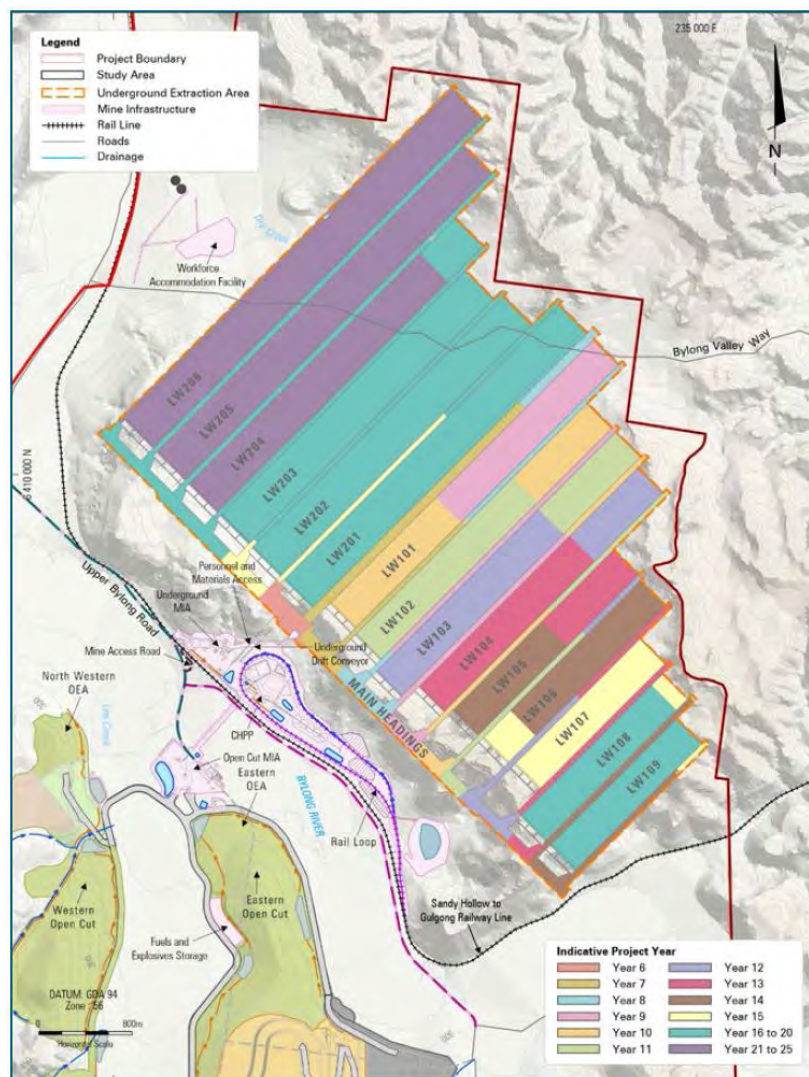 235 000 E
Legend
Project Boundary
Study Area
Underground Extraction Area
Mine Infrastructure
Rail Line
Roads
Drainage
N
Dry Creek
Workforce
Accommodation Facility
Bylong Valley Way
LW206
LW205
LW204
LW203
LW202
LW201
LW101
LW102
LW103
LW104
LW105
LW106
LW107
LW108
LW109
MAIN HEADINGS
6 410 000 N
Upper Bylong Road
Personnel and
Materials Access
Underground
MIA
Mine Access Road
Underground
Drift Conveyor
North Western
OEA
CHPP
Open Cut MIA
Eastern
OEA
BYLONG RIVER
Rail Loop
Western
Open Cut
Eastern
Open Cut
Fuels and
Explosives Storage
Sandy Hollow to
Gulgong Railway Line
DATUM: GDA 94
Zone : 56
0 800m
Horizontal Scale
300
Indicative Project Year
Year 6
Year 7
Year 8
Year 9
Year 10
Year 11
Year 12
Year 13
Year 14
Year 15
Year 16 to 20
Year 21 to 25